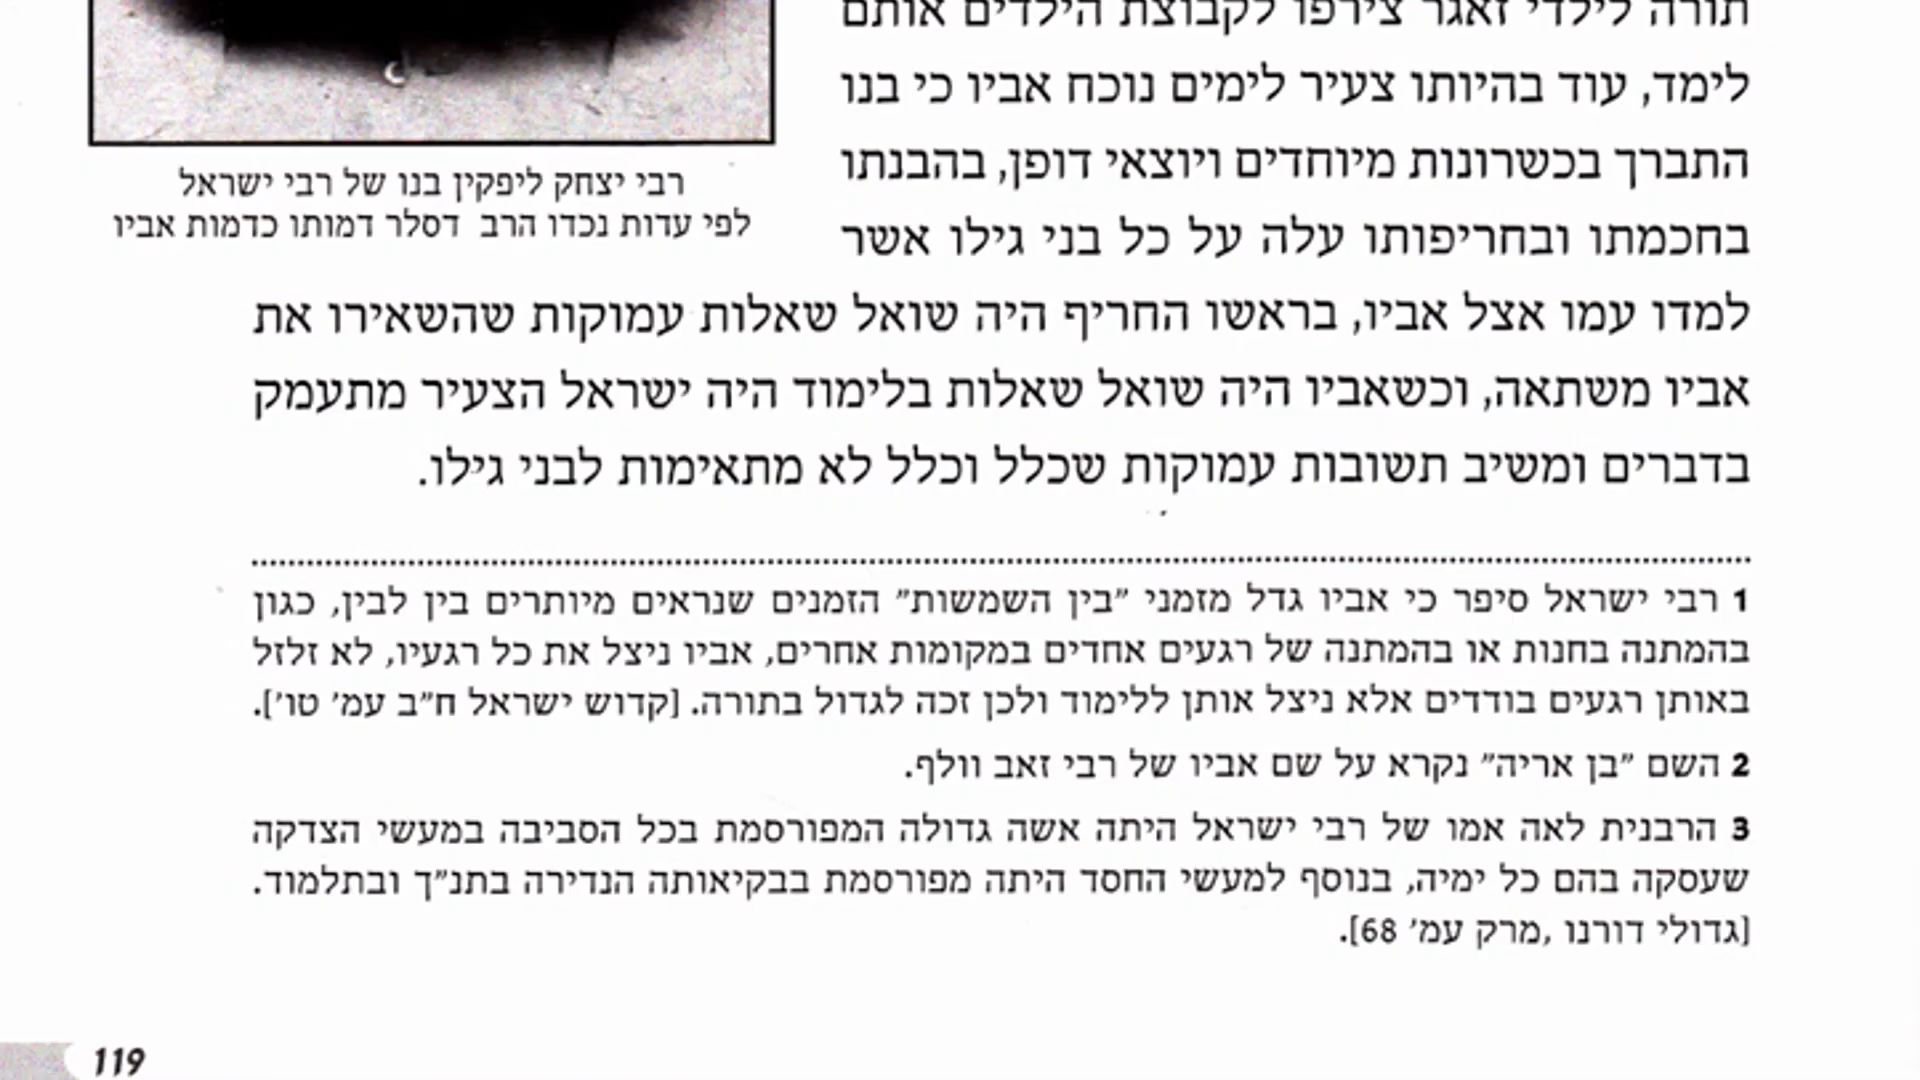 תורה לילדי זאגר צירפו לקבוצת הילדים אותם
לימד, עוד בהיותו צעיר לימים נוכח אביו כי בנו
התברך בכשרונות מיוחדים ויוצאי דופן, בהבנתו
בחכמתו ובחריפותו עלה על כל בני גילו אשר
למדו עמו אצל אביו, בראשו החריף היה שואל שאלות עמוקות שהשאירו את
אביו משתאה, וכשאביו היה שואל שאלות בלימוד היה ישראל הצעיר מתעמק
בדברים ומשיב תשובות עמוקות שכלל וכלל לא מתאימות לבני גילו.
רבי יצחק ליפקין בנו של רבי ישראל
לפי עדות נכדו הרב דסלר דמותו כדמות אביו
1 רבי ישראל סיפר כי אביו גדל מזמני "בין השמשות" הזמנים שנראים מיותרים בין לבין, כגון
בהמתנה בחנות או בהמתנה של רגעים אחדים במקומות אחרים, אביו ניצל את כל רגעיו, לא זלזל
באותן רגעים בודדים אלא ניצל אותן ללימוד ולכן זכה לגדול בתורה. [קדוש ישראל ח"ב עמ' טו'].
2 השם "בן אריה" נקרא על שם אביו של רבי זאב וולף.
3 הרבנית לאה אמו של רבי ישראל היתה אשה גדולה המפורסמת בכל הסביבה במעשי הצדקה
שעסקה בהם כל ימיה, בנוסף למעשי החסד היתה מפורסמת בבקיאותה הנדירה בתנ"ך ובתלמוד.
[גדולי דורנו ,מרק עמ' 68].
119